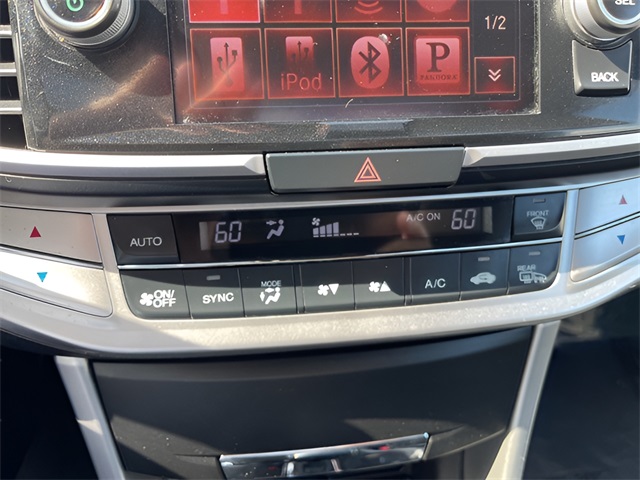 SEL
1/2
iPod
P
PANDORA
BACK
AUTO
60
A/C ON
60
FRONT
ON/OFF
SYNC
MODE
A/C
REAR